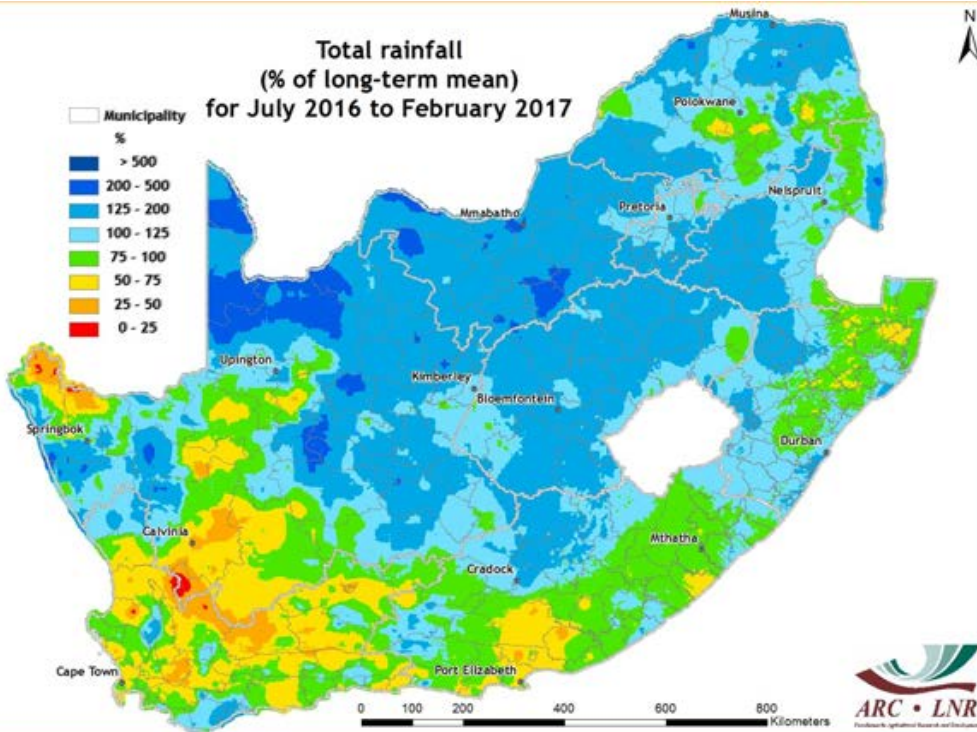 Total rainfall
(% of long-term mean)
for July 2016 to February 2017
N
Municipality
%
> 500
200 - 500
125 - 200
100 - 125
75 - 100
50 - 75
25 - 50
0 - 25
Musina
Polokwane
Nelspruit
Pretoria
Mmabatho
Upington
Kimberley
Bloemfontein
Springbok
Durban
Calvinia
Mthatha
Cradock
Cape Town
Port Elizabeth
0 100 200 400 600 800
Kilometers
ARC • LNR